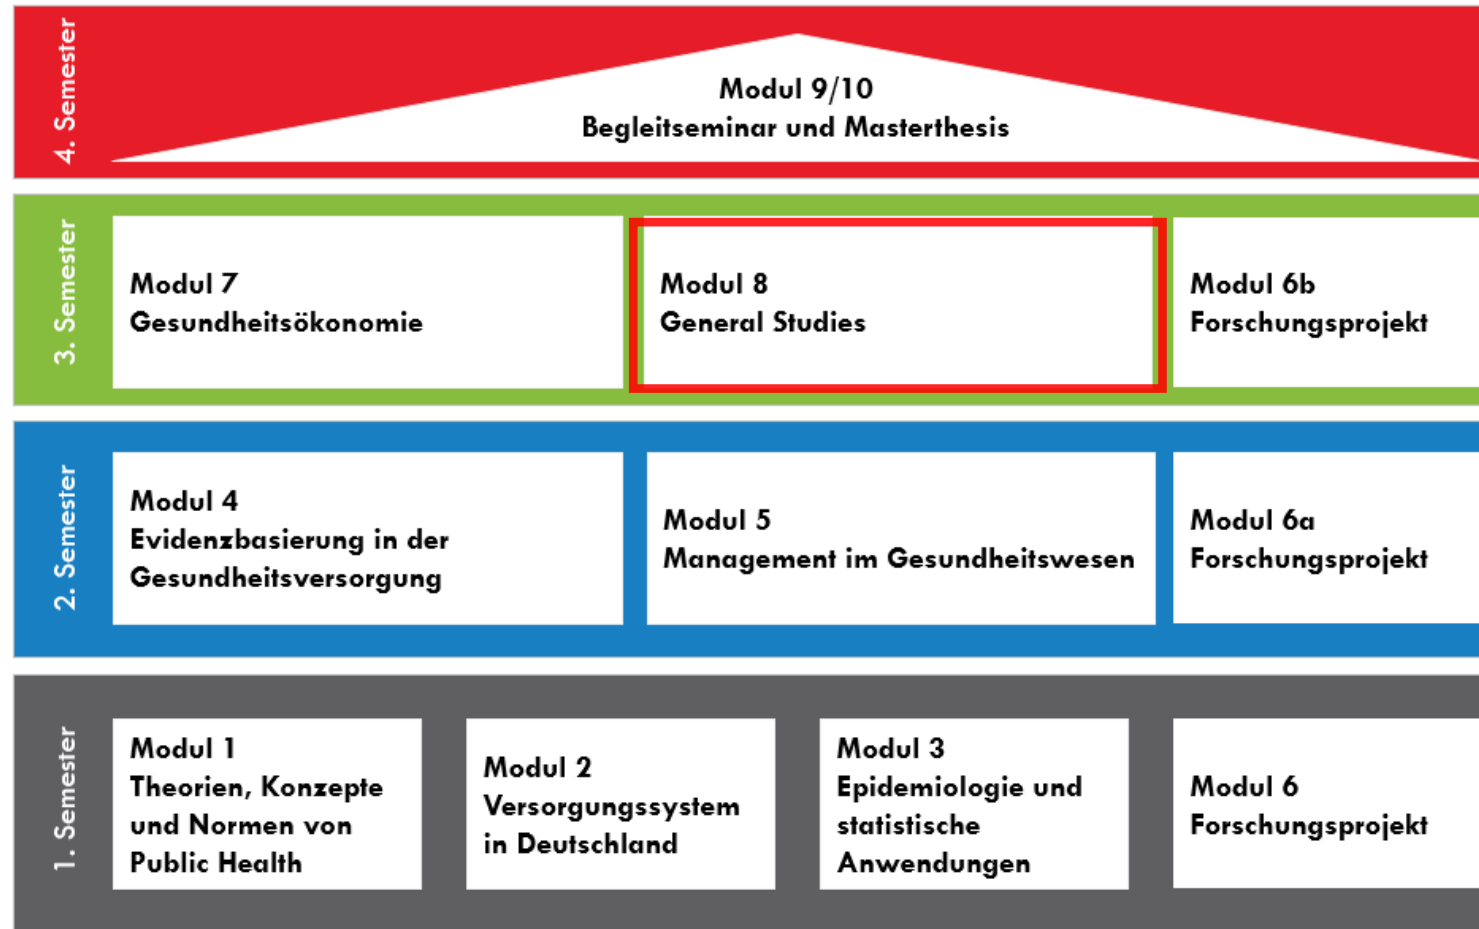 4. Semester
Modul 9/10
Begleitseminar und Masterthesis
3. Semester
Modul 7
Gesundheitsökonomie
Modul 8
General Studies
Modul 6b
Forschungsprojekt
2. Semester
Modul 4
Evidenzbasierung in der
Gesundheitsversorgung
Modul 5
Management im Gesundheitswesen
Modul 6a
Forschungsprojekt
1. Semester
Modul 1
Theorien, Konzepte
und Normen von
Public Health
Modul 2
Versorgungssystem
in Deutschland
Modul 3
Epidemiologie und
statistische
Anwendungen
Modul 6
Forschungsprojekt